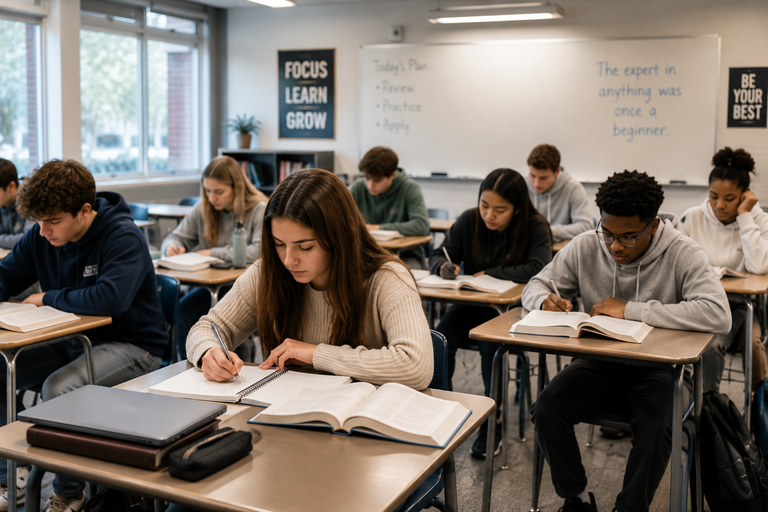 FOCUS
LEARN
GROW
Today's Plan:
• Review
• Practice
• Apply
The expert in
anything was
once a
beginner.
BE
YOUR
BEST